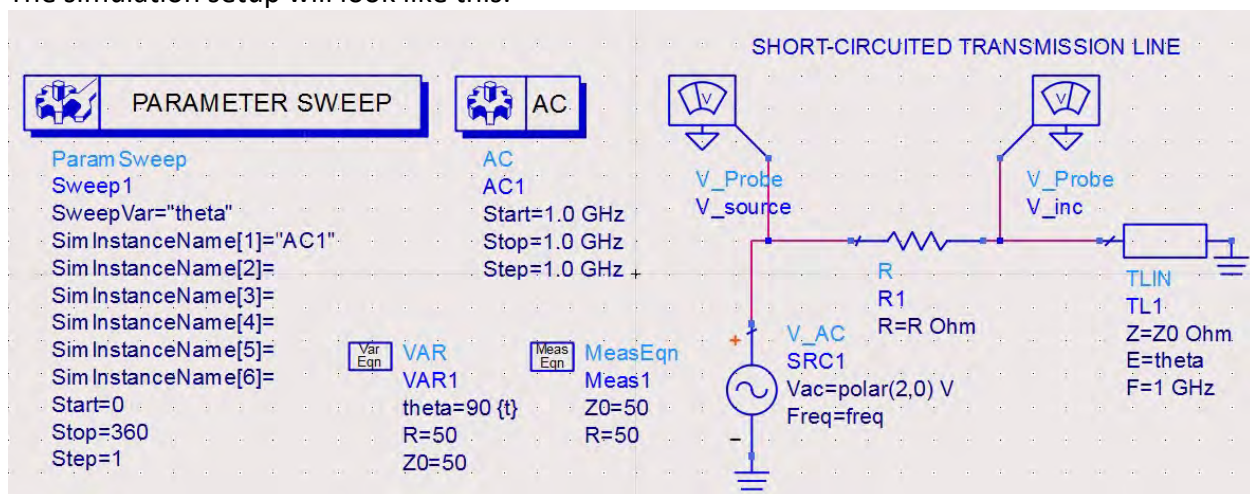 The simulation setup will look like this:
SHORT-CIRCUITED TRANSMISSION LINE
PARAMETER SWEEP
ParamSweep
Sweep1
SweepVar="theta"
SimInstanceName[1]="AC1"
SimInstanceName[2]=
SimInstanceName[3]=
SimInstanceName[4]=
SimInstanceName[5]=
SimInstanceName[6]=
Start=0
Stop=360
Step=1
AC
AC
AC1
Start=1.0 GHz
Stop=1.0 GHz
Step=1.0 GHz
Var
Eqn
VAR
VAR1
theta=90 {t}
R=50
Z0=50
Meas
Eqn
MeasEqn
Meas1
Z0=50
R=50
V
V_Probe
V_source
V
V_Probe
V_inc
R
R1
R=R Ohm
+
V_AC
SRC1
Vac=polar(2,0) V
Freq=freq
-
TLIN
TL1
Z=Z0 Ohm
E=theta
F=1 GHz